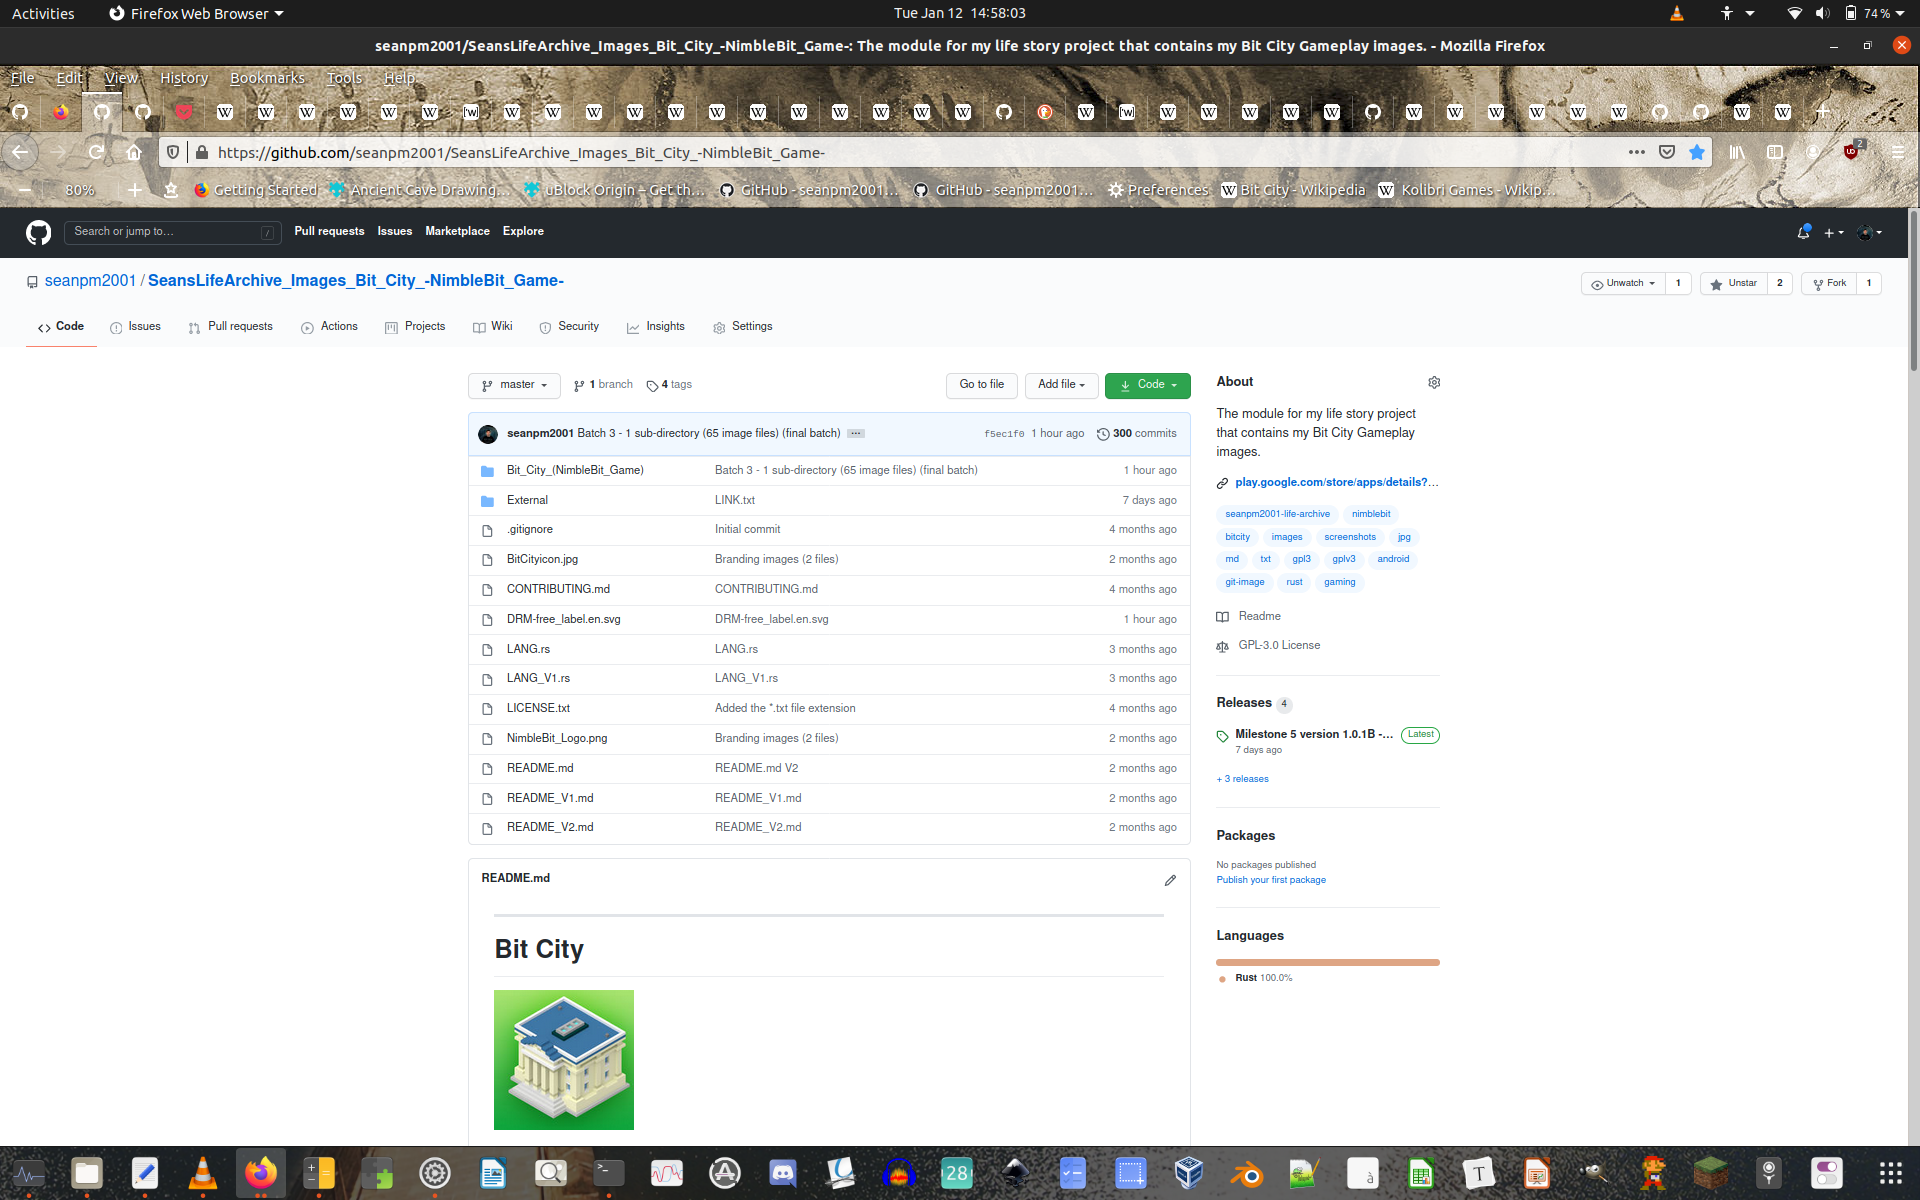 Activities
Firefox Web Browser
Tue Jan 12 14:58:03
74 %
seanpm2001/SeansLifeArchive_Images_Bit_City_-NimbleBit_Game-: The module for my life story project that contains my Bit City Gameplay images. - Mozilla Firefox
File Edit View History Bookmarks Tools Help
https://github.com/seanpm2001/SeansLifeArchive_Images_Bit_City_-NimbleBit_Game-
2
80%
Getting Started
Ancient Cave Drawing…
uBlock Origin – Get th…
GitHub - seanpm2001…
GitHub - seanpm2001…
Preferences
Bit City - Wikipedia
Kolibri Games - Wikip…
Search or jump to…
/
Pull requests Issues Marketplace Explore
seanpm2001 / SeansLifeArchive_Images_Bit_City_-NimbleBit_Game-
Unwatch 1
Unstar 2
Fork 1
Code Issues Pull requests Actions Projects Wiki Security Insights Settings
master
1 branch
4 tags
Go to file
Add file
Code
seanpm2001 Batch 3 - 1 sub-directory (65 image files) (final batch) …
f5ec1f0 1 hour ago 300 commits
Bit_City_(NimbleBit_Game) Batch 3 - 1 sub-directory (65 image files) (final batch) 1 hour ago
External LINK.txt 7 days ago
.gitignore Initial commit 4 months ago
BitCityicon.jpg Branding images (2 files) 2 months ago
CONTRIBUTING.md CONTRIBUTING.md 4 months ago
DRM-free_label.en.svg DRM-free_label.en.svg 1 hour ago
LANG.rs LANG.rs 3 months ago
LANG_V1.rs LANG_V1.rs 3 months ago
LICENSE.txt Added the *.txt file extension 4 months ago
NimbleBit_Logo.png Branding images (2 files) 2 months ago
README.md README.md V2 2 months ago
README_V1.md README_V1.md 2 months ago
README_V2.md README_V2.md 2 months ago
README.md
Bit City
About
The module for my life story project
that contains my Bit City Gameplay
images.
play.google.com/store/apps/details?…
seanpm2001-life-archive nimblebit
bitcity images screenshots jpg
md txt gpl3 gplv3 android
git-image rust gaming
Readme
GPL-3.0 License
Releases 4
Milestone 5 version 1.0.1B -… Latest
7 days ago
+ 3 releases
Packages
No packages published
Publish your first package
Languages
Rust 100.0%
28